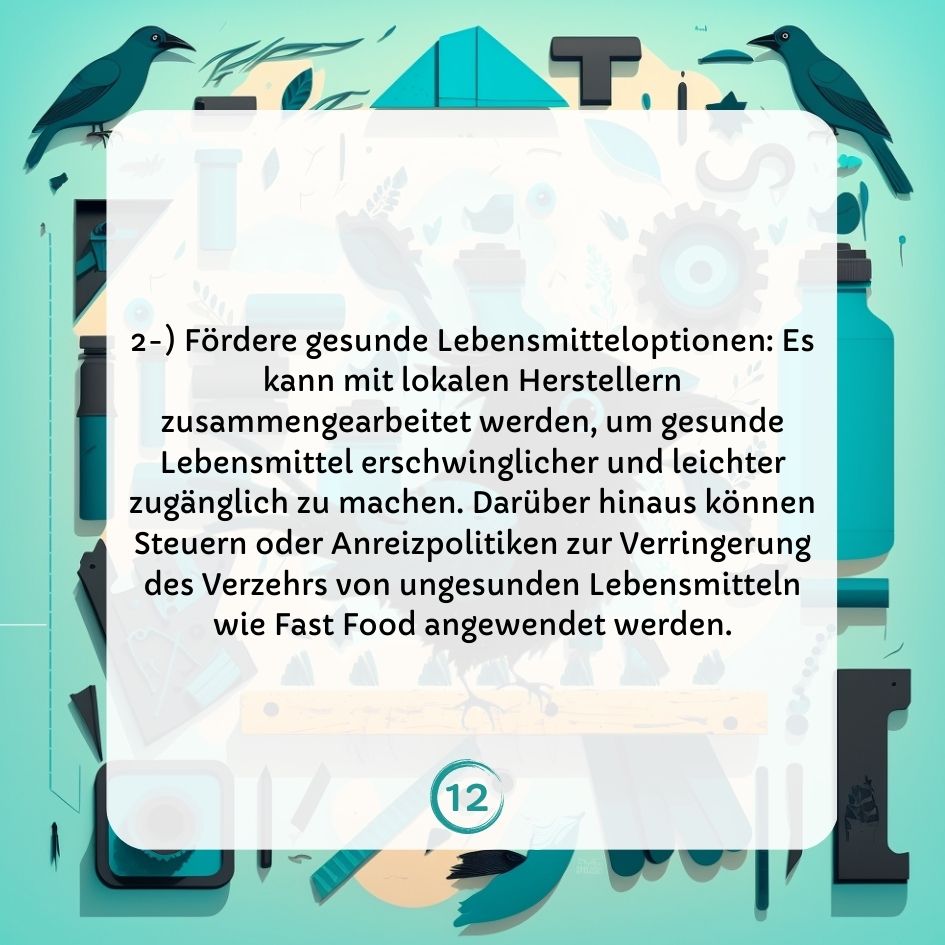 2-) Fördere gesunde Lebensmitteloptionen: Es
kann mit lokalen Herstellern
zusammengearbeitet werden, um gesunde
Lebensmittel erschwinglicher und leichter
zugänglich zu machen. Darüber hinaus können
Steuern oder Anreizpolitiken zur Verringerung
des Verzehrs von ungesunden Lebensmitteln
wie Fast Food angewendet werden.
12